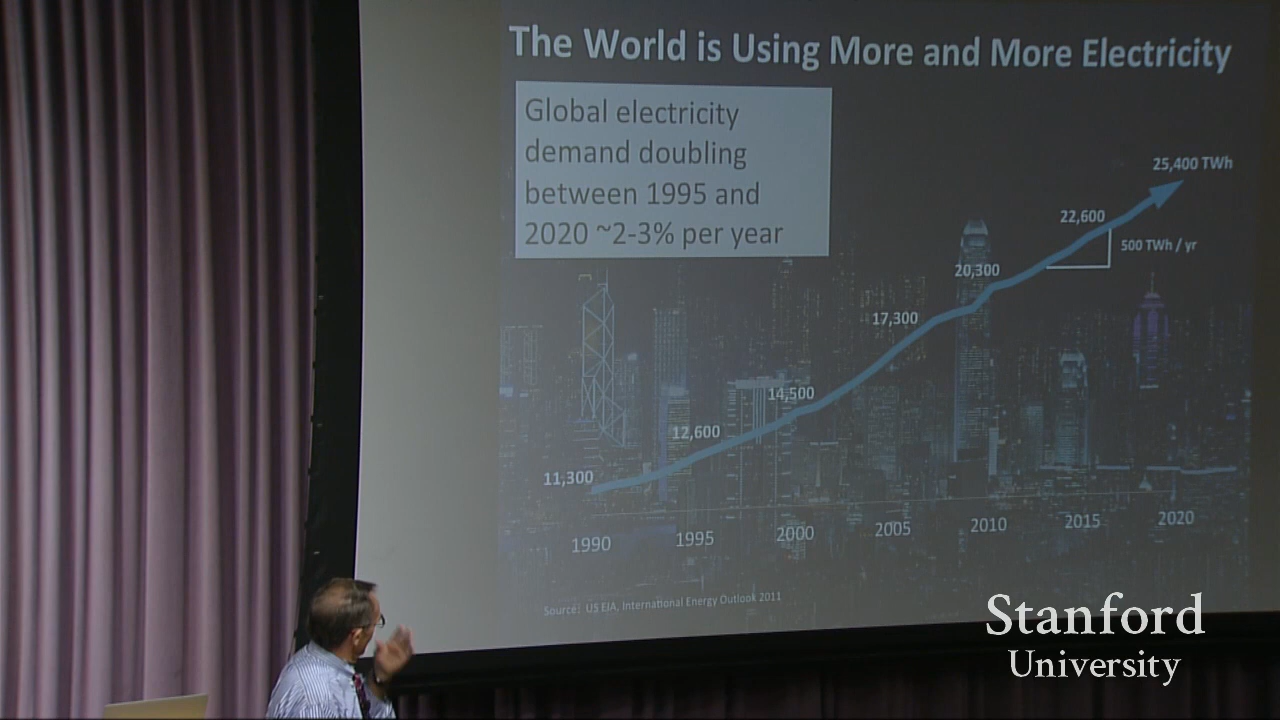 The World is Using More and More Electricity
Global electricity
demand doubling
between 1995 and
2020 ~2-3% per year
25,400 TWh
22,600
500 TWh / yr
20,300
17,300
14,500
12,600
11,300
1990 1995 2000 2005 2010 2015 2020
Source: US EIA, International Energy Outlook 2011
Stanford
University